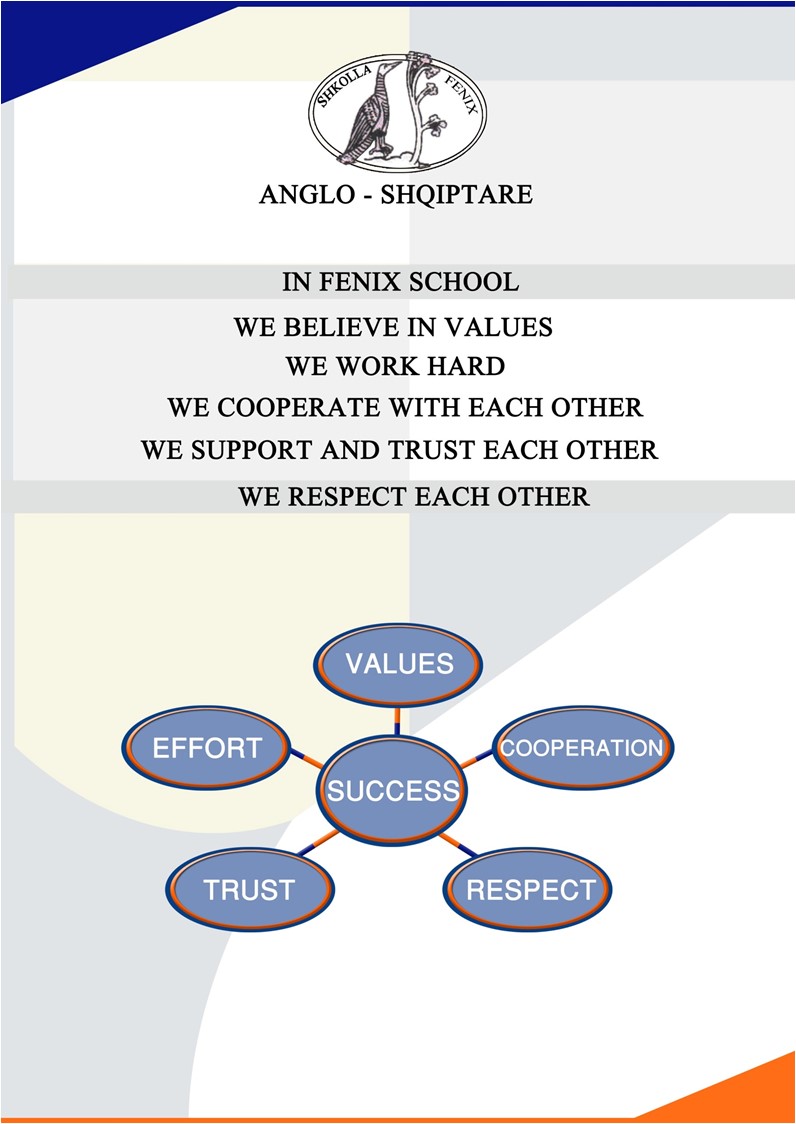 SHKOLLA FENIX
ANGLO - SHQIPTARE
IN FENIX SCHOOL
WE BELIEVE IN VALUES
WE WORK HARD
WE COOPERATE WITH EACH OTHER
WE SUPPORT AND TRUST EACH OTHER
WE RESPECT EACH OTHER
VALUES
EFFORT
COOPERATION
SUCCESS
TRUST
RESPECT